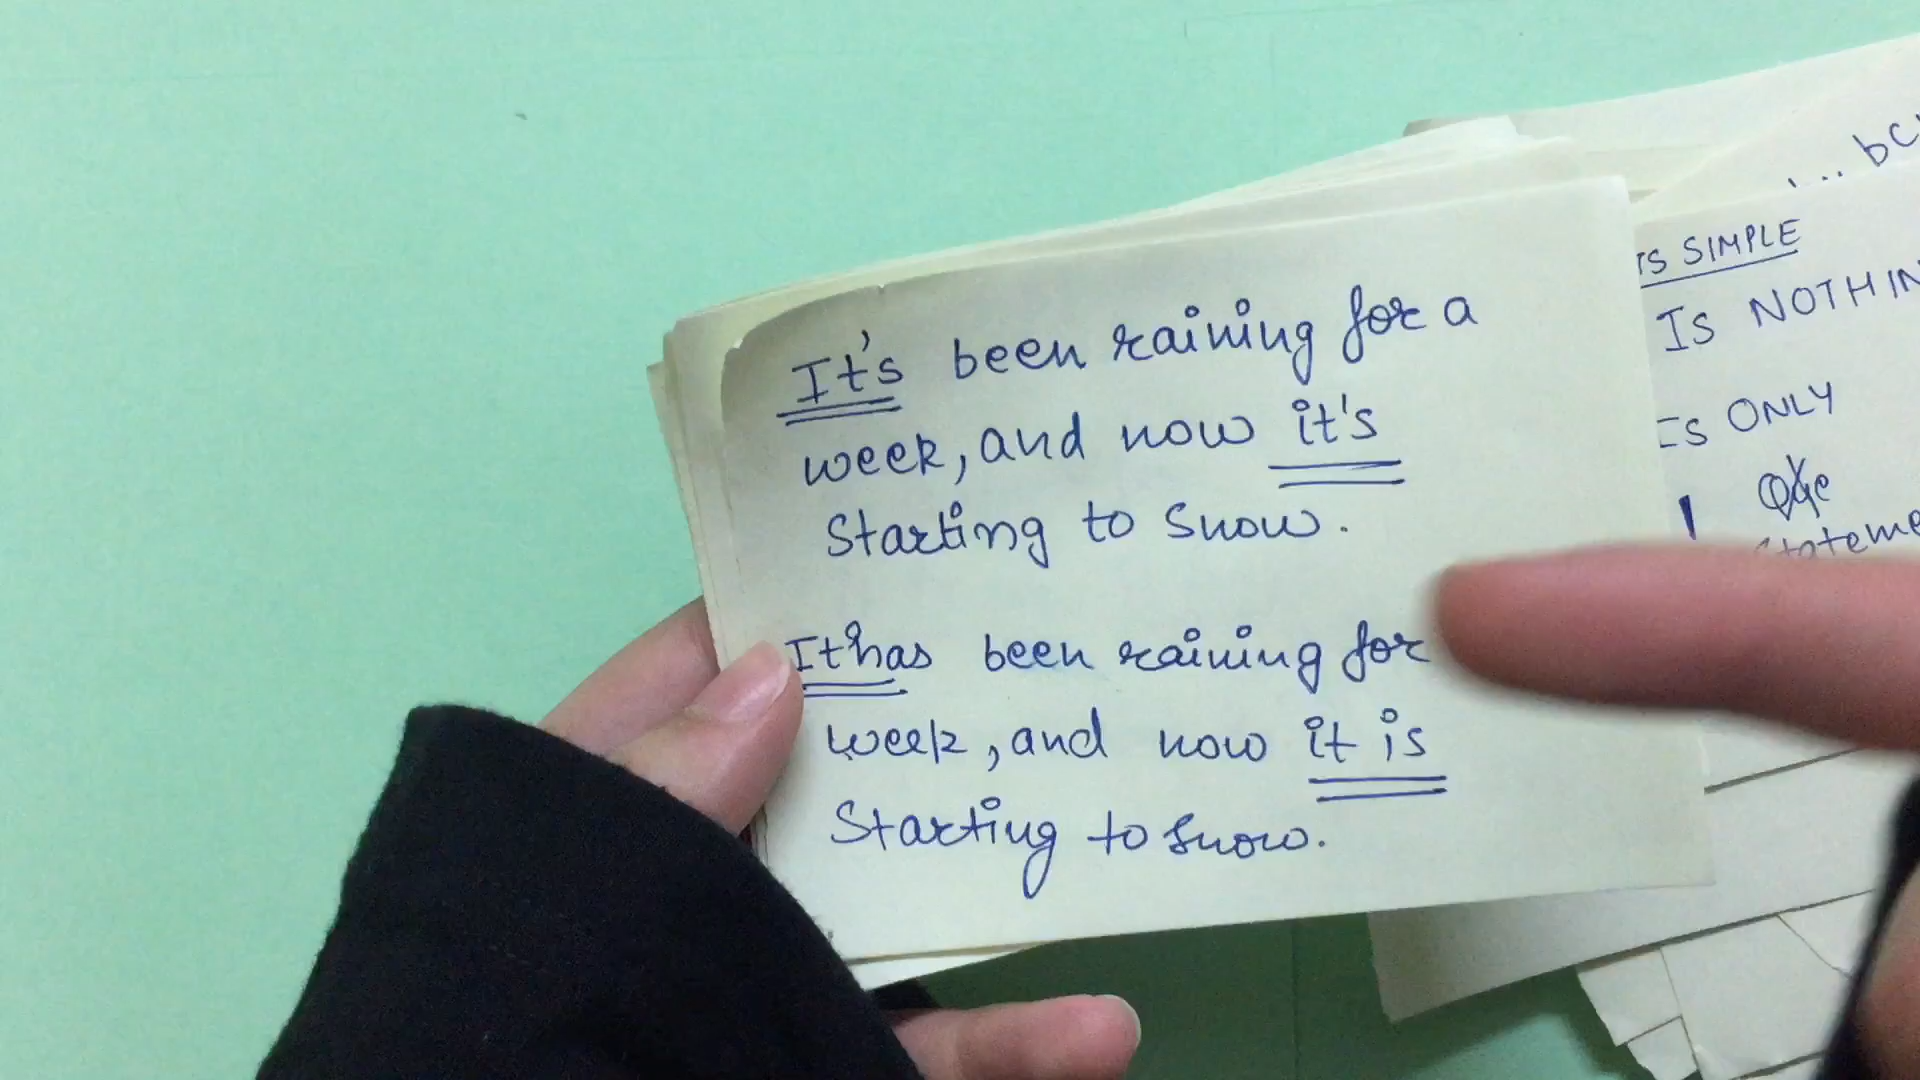 It's been raining for a
week, and now it's
Starting to Snow.
It has been raining for
week, and now it is
Starting to Snow.
SIMPLE
IS NOTHIN
IS ONLY